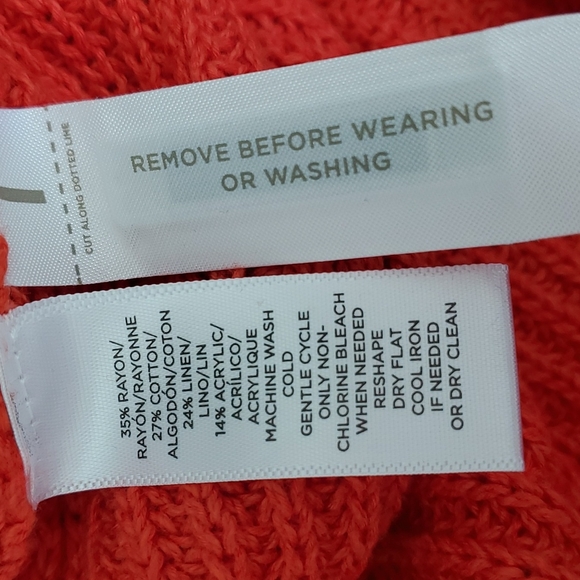 CUT ALONG DOTTED LINE
REMOVE BEFORE WEARING
OR WASHING
35% RAYON/
RAYÓN/RAYONNE
27% COTTON/
ALGODÓN/COTON
24% LINEN/
LINO/LIN
14% ACRYLIC/
ACRÍLICO/
ACRYLIQUE
MACHINE WASH
COLD
GENTLE CYCLE
ONLY NON-
CHLORINE BLEACH
WHEN NEEDED
RESHAPE
DRY FLAT
COOL IRON
IF NEEDED
OR DRY CLEAN